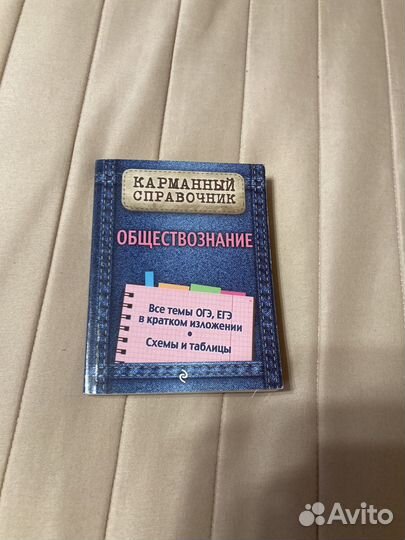 КАРМАННЫЙ
СПРАВОЧНИК
ОБЩЕСТВОЗНАНИЕ
Все темы ОГЭ, ЕГЭ
в кратком изложении
•
Схемы и таблицы
Avito